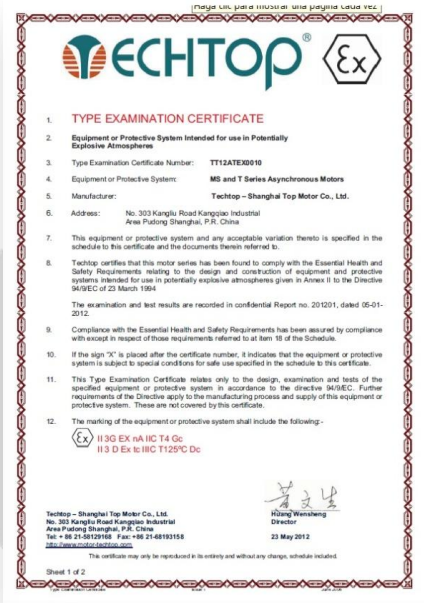 Haga clic para mostrar una página cada vez
TECHTOP®
Ex
1. TYPE EXAMINATION CERTIFICATE
2. Equipment or Protective System Intended for use in Potentially
Explosive Atmospheres
3. Type Examination Certificate Number: TT12ATEX0010
4. Equipment or Protective System: MS and T Series Asynchronous Motors
5. Manufacturer: Techtop – Shanghai Top Motor Co., Ltd.
6. Address: No. 303 Kangliu Road Kangqiao Industrial
Area Pudong Shanghai, P.R. China
7. This equipment or protective system and any acceptable variation thereto is specified in the
schedule to this certificate and the documents therein referred to.
8. Techtop certifies that this motor series has been found to comply with the Essential Health and
Safety Requirements relating to the design and construction of equipment and protective
systems intended for use in potentially explosive atmospheres given in Annex II to the Directive
94/9/EC of 23 March 1994
The examination and test results are recorded in confidential Report no. 201201, dated 05-01-
2012.
9. Compliance with the Essential Health and Safety Requirements has been assured by compliance
with except in respect of those requirements referred to at item 18 of the Schedule.
10. If the sign "X" is placed after the certificate number, it indicates that the equipment or protective
system is subject to special conditions for safe use specified in the schedule to this certificate.
11. This Type Examination Certificate relates only to the design, examination and tests of the
specified equipment or protective system in accordance to the directive 94/9/EC. Further
requirements of the Directive apply to the manufacturing process and supply of this equipment or
protective system. These are not covered by this certificate.
12. The marking of the equipment or protective system shall include the following:-
Ex II 3G EX nA IIC T4 Gc
II 3 D Ex tc IIIC T125ºC Dc
Techtop – Shanghai Top Motor Co., Ltd.
No. 303 Kangliu Road Kangqiao Industrial
Area Pudong Shanghai, P.R. China
Tel: + 86 21-58129168 Fax: + 86 21-68193158
http://www.motor-techtop.com
Huang Wensheng
Director
23 May 2012
This certificate may only be reproduced in its entirety and without any change, schedule included.
Sheet 1 of 2
Type Examination Certificate